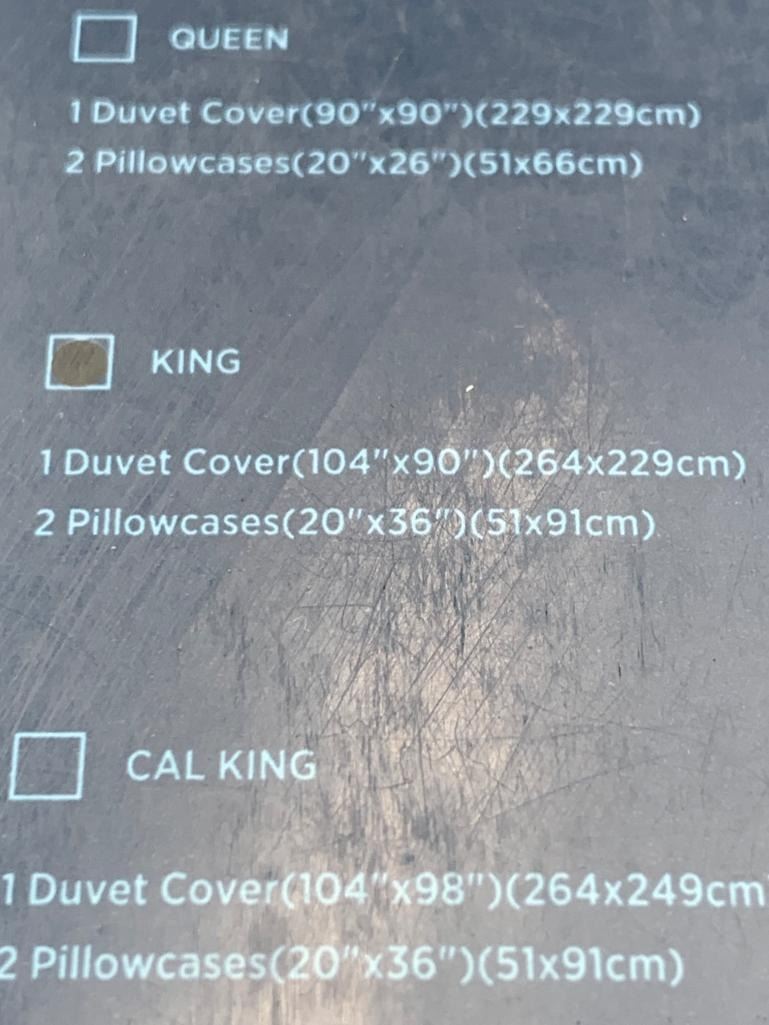 QUEEN
1 Duvet Cover(90"x90")(229x229cm)
2 Pillowcases(20"x26")(51x66cm)
KING
1 Duvet Cover(104"x90")(264x229cm)
2 Pillowcases(20"x36")(51x91cm)
CAL KING
1 Duvet Cover(104"x98")(264x249cm
2 Pillowcases(20"x36")(51x91cm)